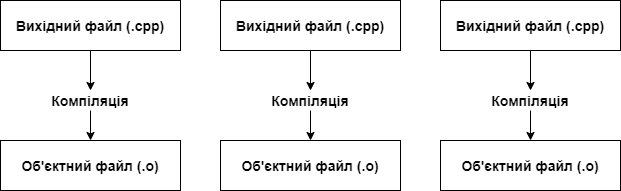 Вихідний файл (.cpp)
Вихідний файл (.cpp)
Вихідний файл (.cpp)
Компіляція
Компіляція
Компіляція
Об'єктний файл (.o)
Об'єктний файл (.o)
Об'єктний файл (.o)